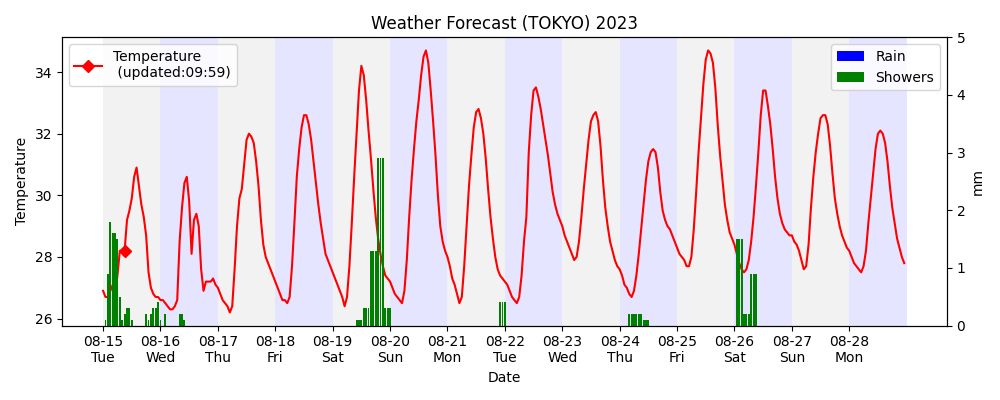 Weather Forecast (TOKYO) 2023
Temperature
(updated:09:59)
Rain
Showers
Temperature
34
32
30
28
26
5
4
3
2
1
0
mm
08-15 08-16 08-17 08-18 08-19 08-20 08-21 08-22 08-23 08-24 08-25 08-26 08-27 08-28
Tue Wed Thu Fri Sat Sun Mon Tue Wed Thu Fri Sat Sun Mon
Date